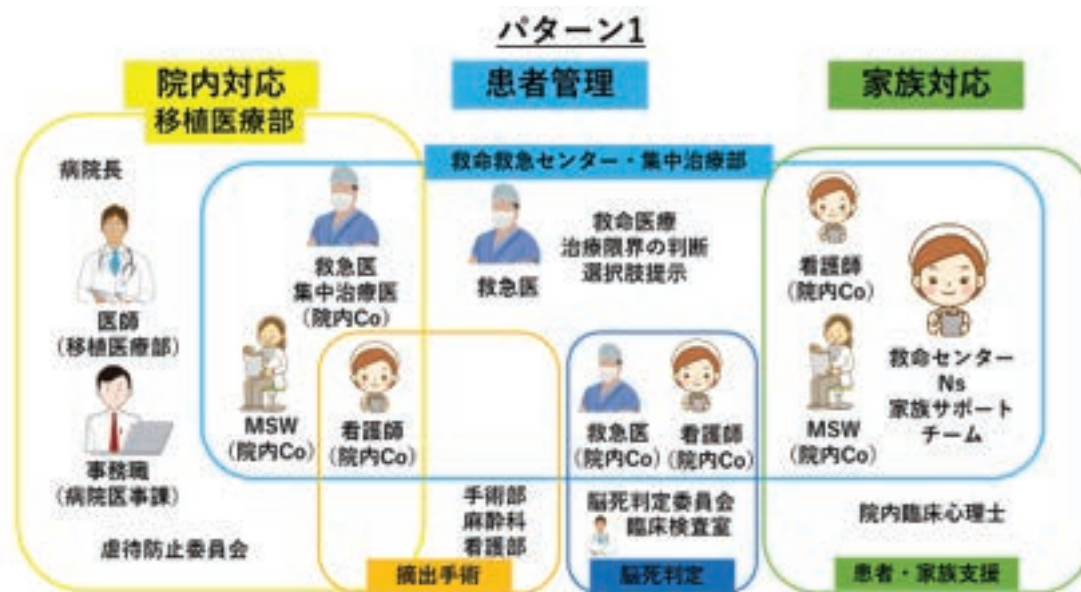 パターン1
院内対応
移植医療部
患者管理
家族対応
救命救急センター・集中治療部
病院長
医師
(移植医療部)
事務職
(病院医事課)
虐待防止委員会
救急医
集中治療医
(院内Co)
MSW
(院内Co)
看護師
(院内Co)
救急医
救命医療
治療限界の判断
選択肢提示
手術部
麻酔科
看護部
摘出手術
救急医
(院内Co)
看護師
(院内Co)
脳死判定委員会
臨床検査室
脳死判定
看護師
(院内Co)
MSW
(院内Co)
救命センター
Ns
家族サポート
チーム
院内臨床心理士
患者・家族支援